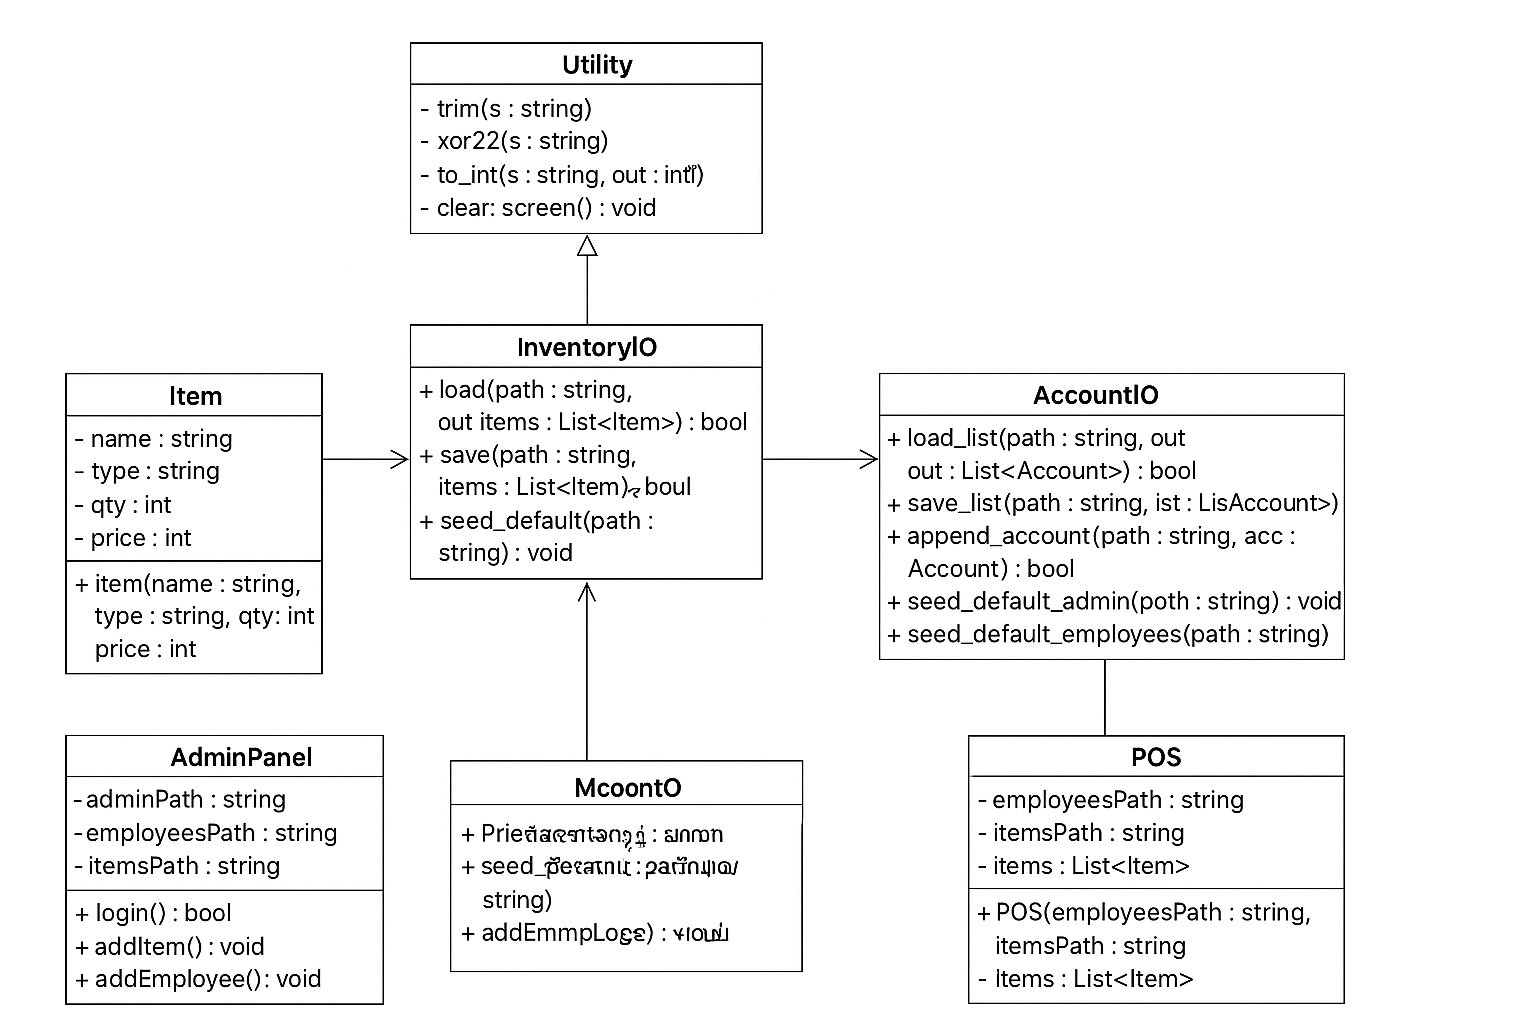 Utility
- trim(s : string)
- xor22(s : string)
- to_int(s : string, out :
- clear: screen() : void
InventoryIO
+ load(path : string,
out items : List<Item>) : bool
+ save(path : string,
items : List<Item) boul
+ seed_default(path :
string) : void
Item
- name : string
- type : string
- qty : int
- price : int
+ item(name : string,
type : string, qty: int
price : int
AccountIO
+ load_list(path : string, out
out : List<Account>) : bool
+ save_list(path : string, ist : LisAccount>)
+ append_account(path : string, acc :
Account) : bool
+ seed_default_admin(poth : string) : void
+ seed_default_employees(path : string)
AdminPanel
- adminPath : string
- employeesPath : string
- itemsPath : string
+ login() : bool
+ addItem() : void
+ addEmployee(): void
McoontO
+
+
string)
+
POS
- employeesPath : string
- itemsPath : string
- items : List<Item>
+ POS(employeesPath : string,
itemsPath : string
- Items : List<Item>